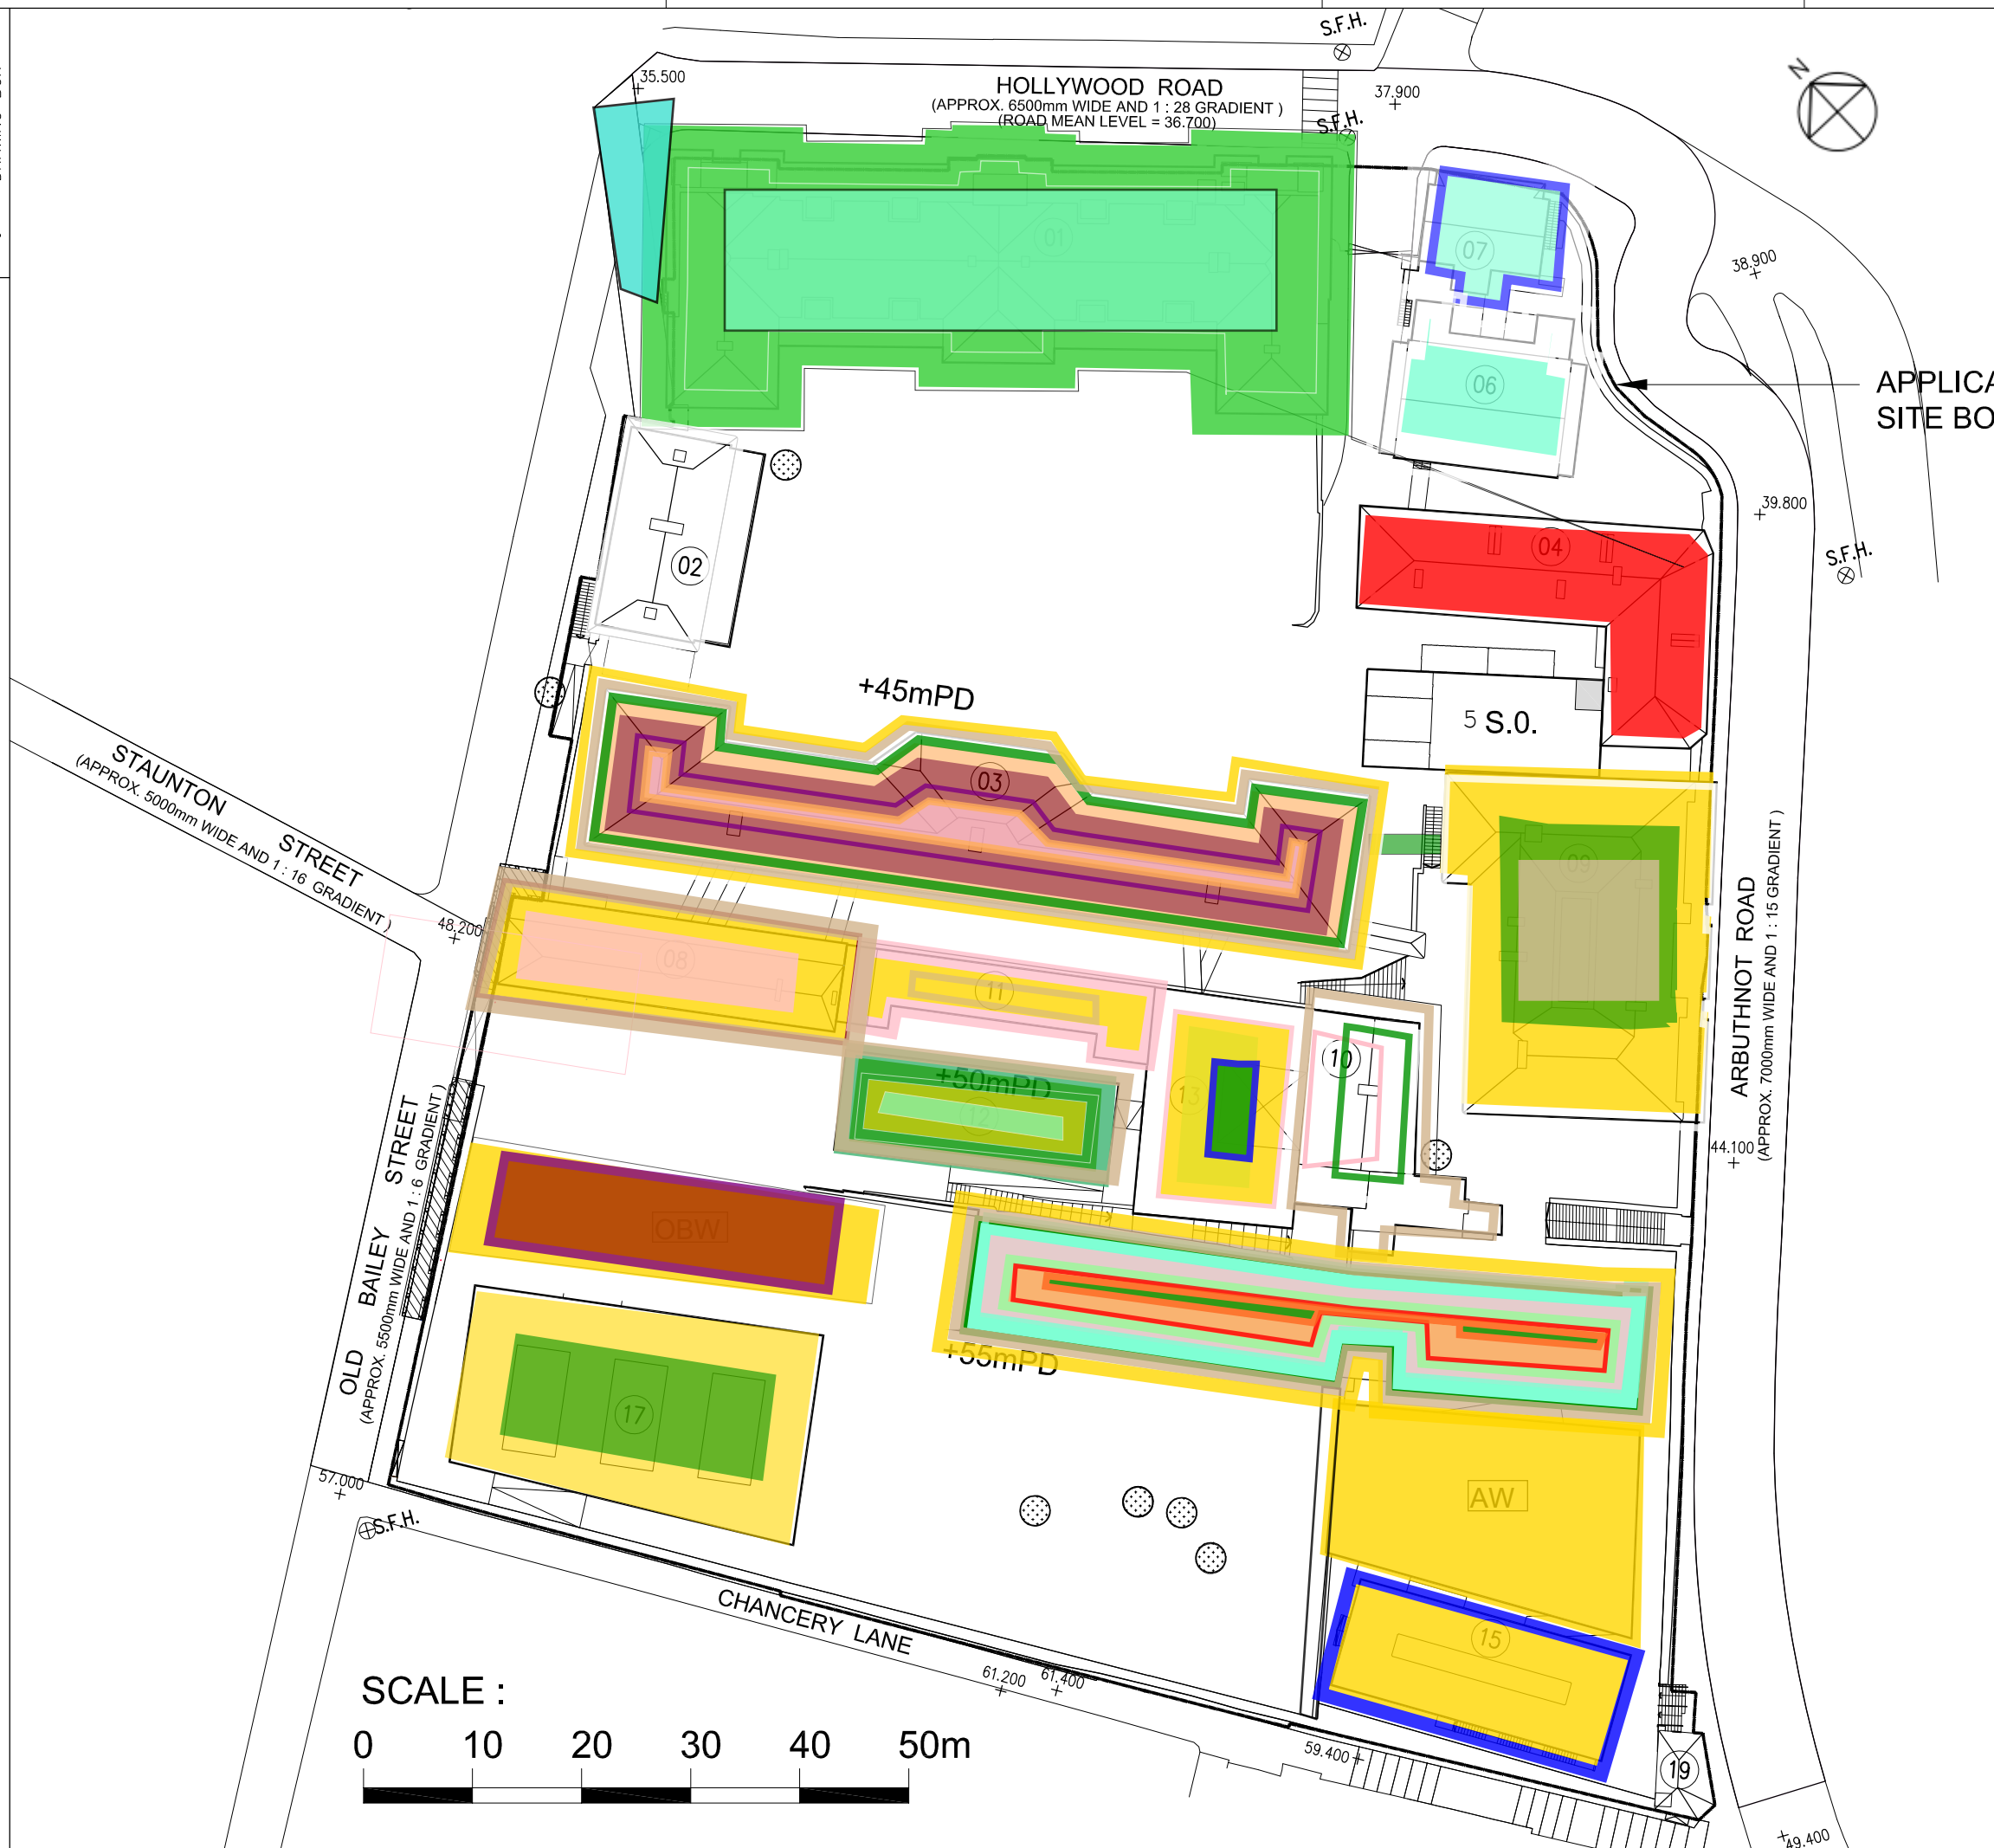 S.F.H.
35.500
HOLLYWOOD ROAD
(APPROX. 6500mm WIDE AND 1 : 28 GRADIENT )
(ROAD MEAN LEVEL = 36.700)
37.900
S.F.H.
N
01
07
38.900
06
APPLICA
SITE BO
39.800
S.F.H.
04
02
+45mPD
5 S.O.
03
STAUNTON STREET
(APPROX. 5000mm WIDE AND 1 : 16 GRADIENT )
09
48.200
08
11
ARBUTHNOT ROAD
(APPROX. 7000mm WIDE AND 1 : 15 GRADIENT )
10
+50mPD
12
13
44.100
OLD BAILEY STREET
(APPROX. 5500mm WIDE AND 1 : 6 GRADIENT )
OBW
+55mPD
17
AW
57.000
S.F.H.
CHANCERY LANE
15
61.200
61.400
59.400
19
49.400
SCALE :
0 10 20 30 40 50m